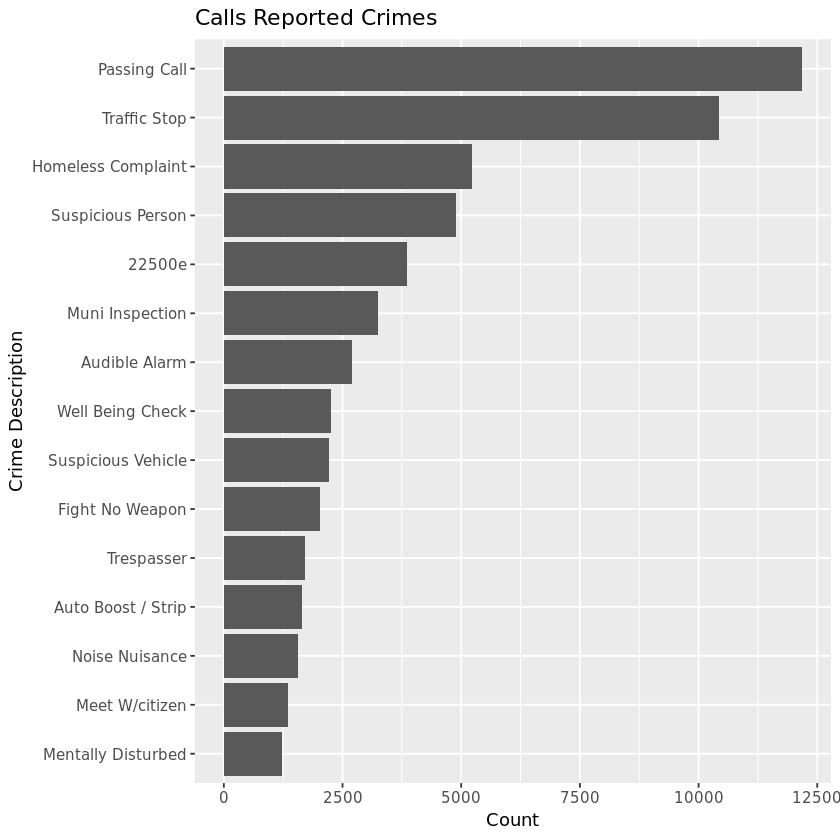 Calls Reported Crimes
Crime Description
Passing Call
Traffic Stop
Homeless Complaint
Suspicious Person
22500e
Muni Inspection
Audible Alarm
Well Being Check
Suspicious Vehicle
Fight No Weapon
Trespasser
Auto Boost / Strip
Noise Nuisance
Meet W/citizen
Mentally Disturbed
0 2500 5000 7500 10000 12500
Count